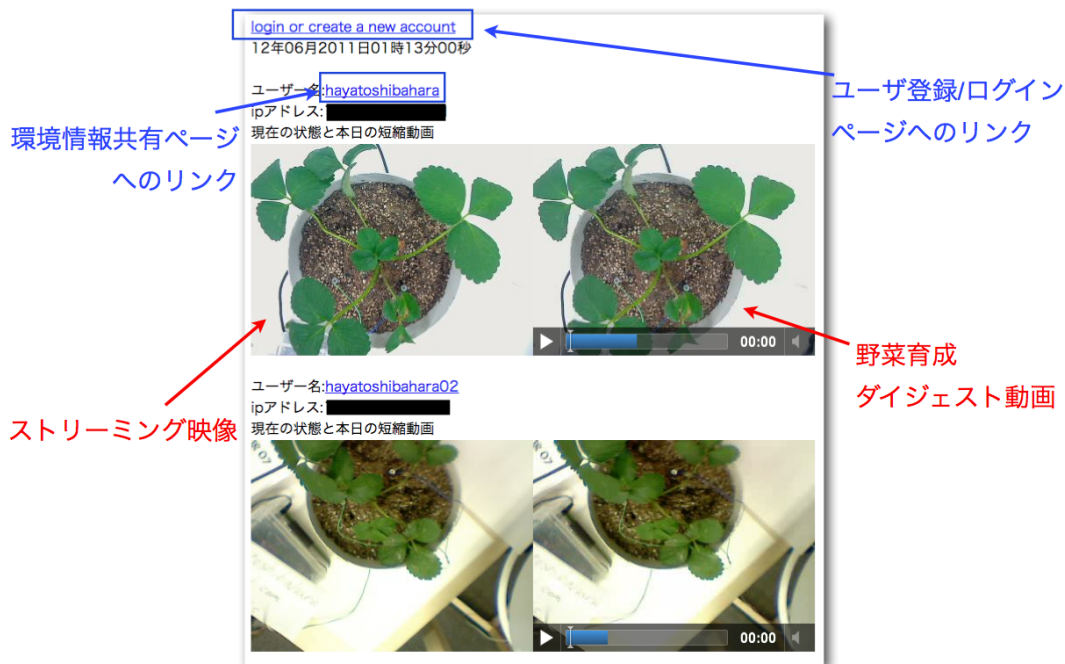 login or create a new account
12年06月2011日01時13分00秒
ユーザー名:hayatoshibahara
ipアドレス:
現在の状態と本日の短縮動画
ユーザ登録/ログイン
ページへのリンク
環境情報共有ページ
へのリンク
00:00
野菜育成
ダイジェスト動画
ストリーミング映像
ユーザー名:hayatoshibahara02
ipアドレス:
現在の状態と本日の短縮動画
00:00